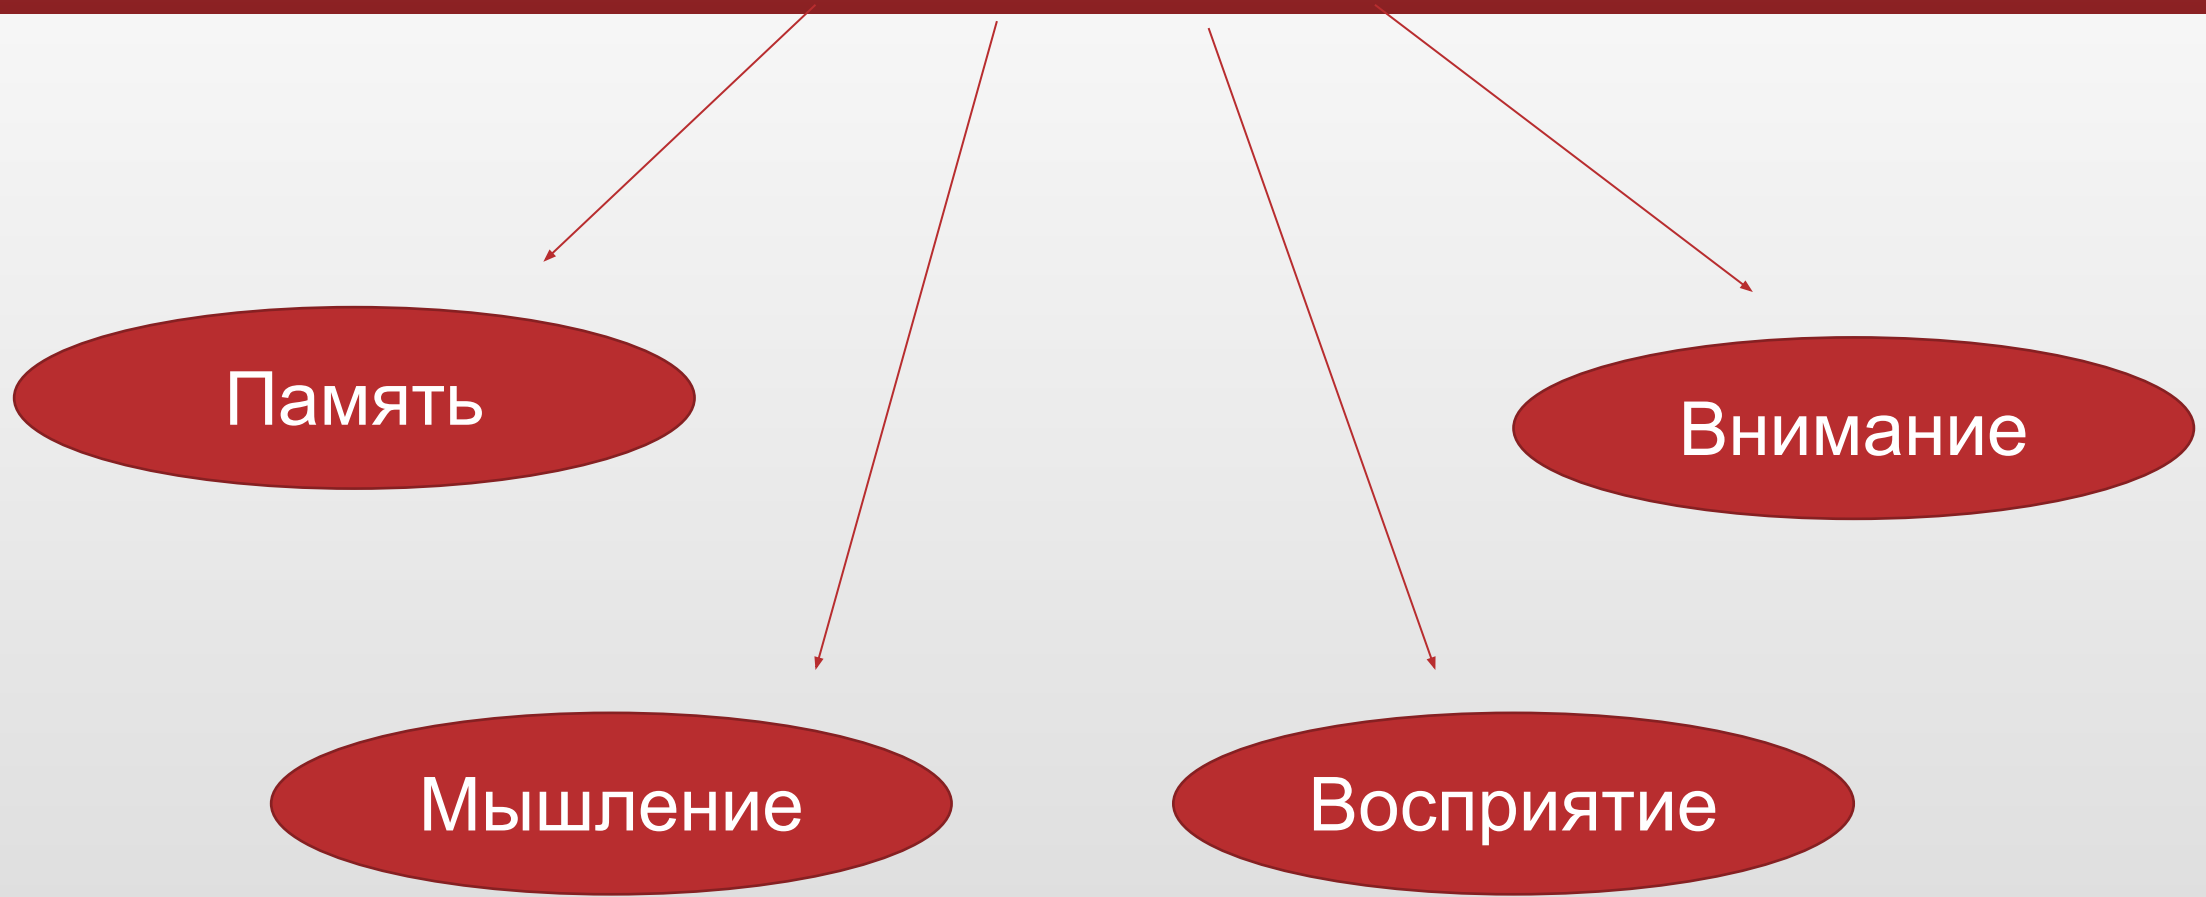 Память
Внимание
Мышление
Восприятие